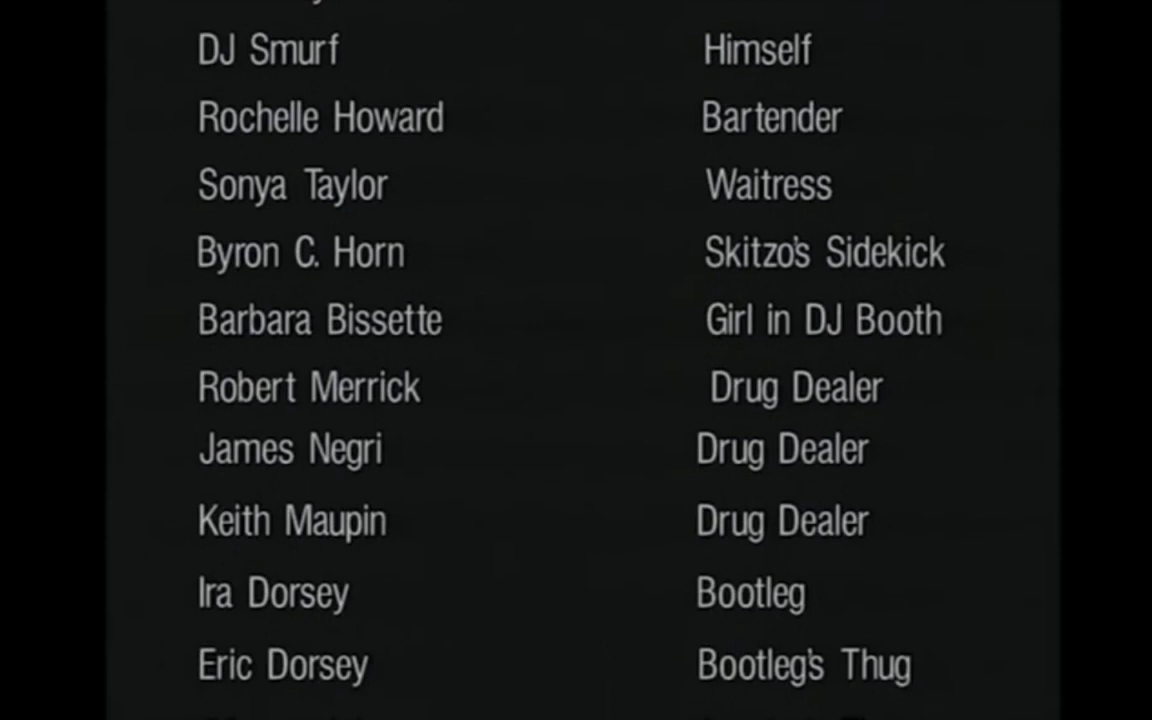 DJ Smurf Himself
Rochelle Howard Bartender
Sonya Taylor Waitress
Byron C. Horn Skitzo's Sidekick
Barbara Bissette Girl in DJ Booth
Robert Merrick Drug Dealer
James Negri Drug Dealer
Keith Maupin Drug Dealer
Ira Dorsey Bootleg
Eric Dorsey Bootleg's Thug